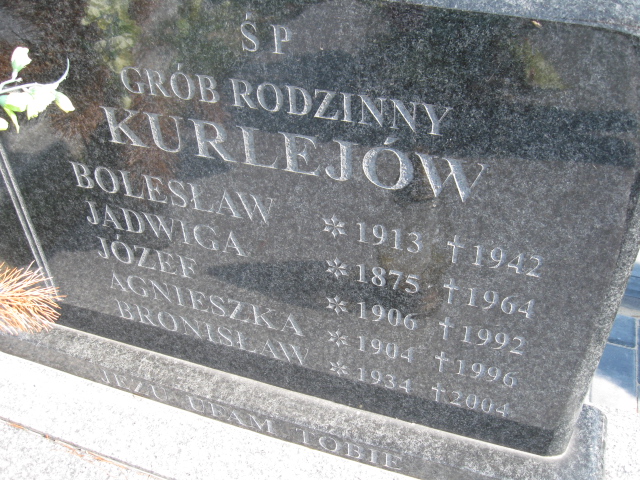 Ś P
GRÓB RODZINNY
KURLEJÓW
BOLESŁAW * 1913 † 1942
JADWIGA * 1875 † 1964
JÓZEF * 1906 † 1992
AGNIESZKA * 1904 † 1996
BRONISŁAW * 1934 † 2004
JEZU UFAM TOBIE